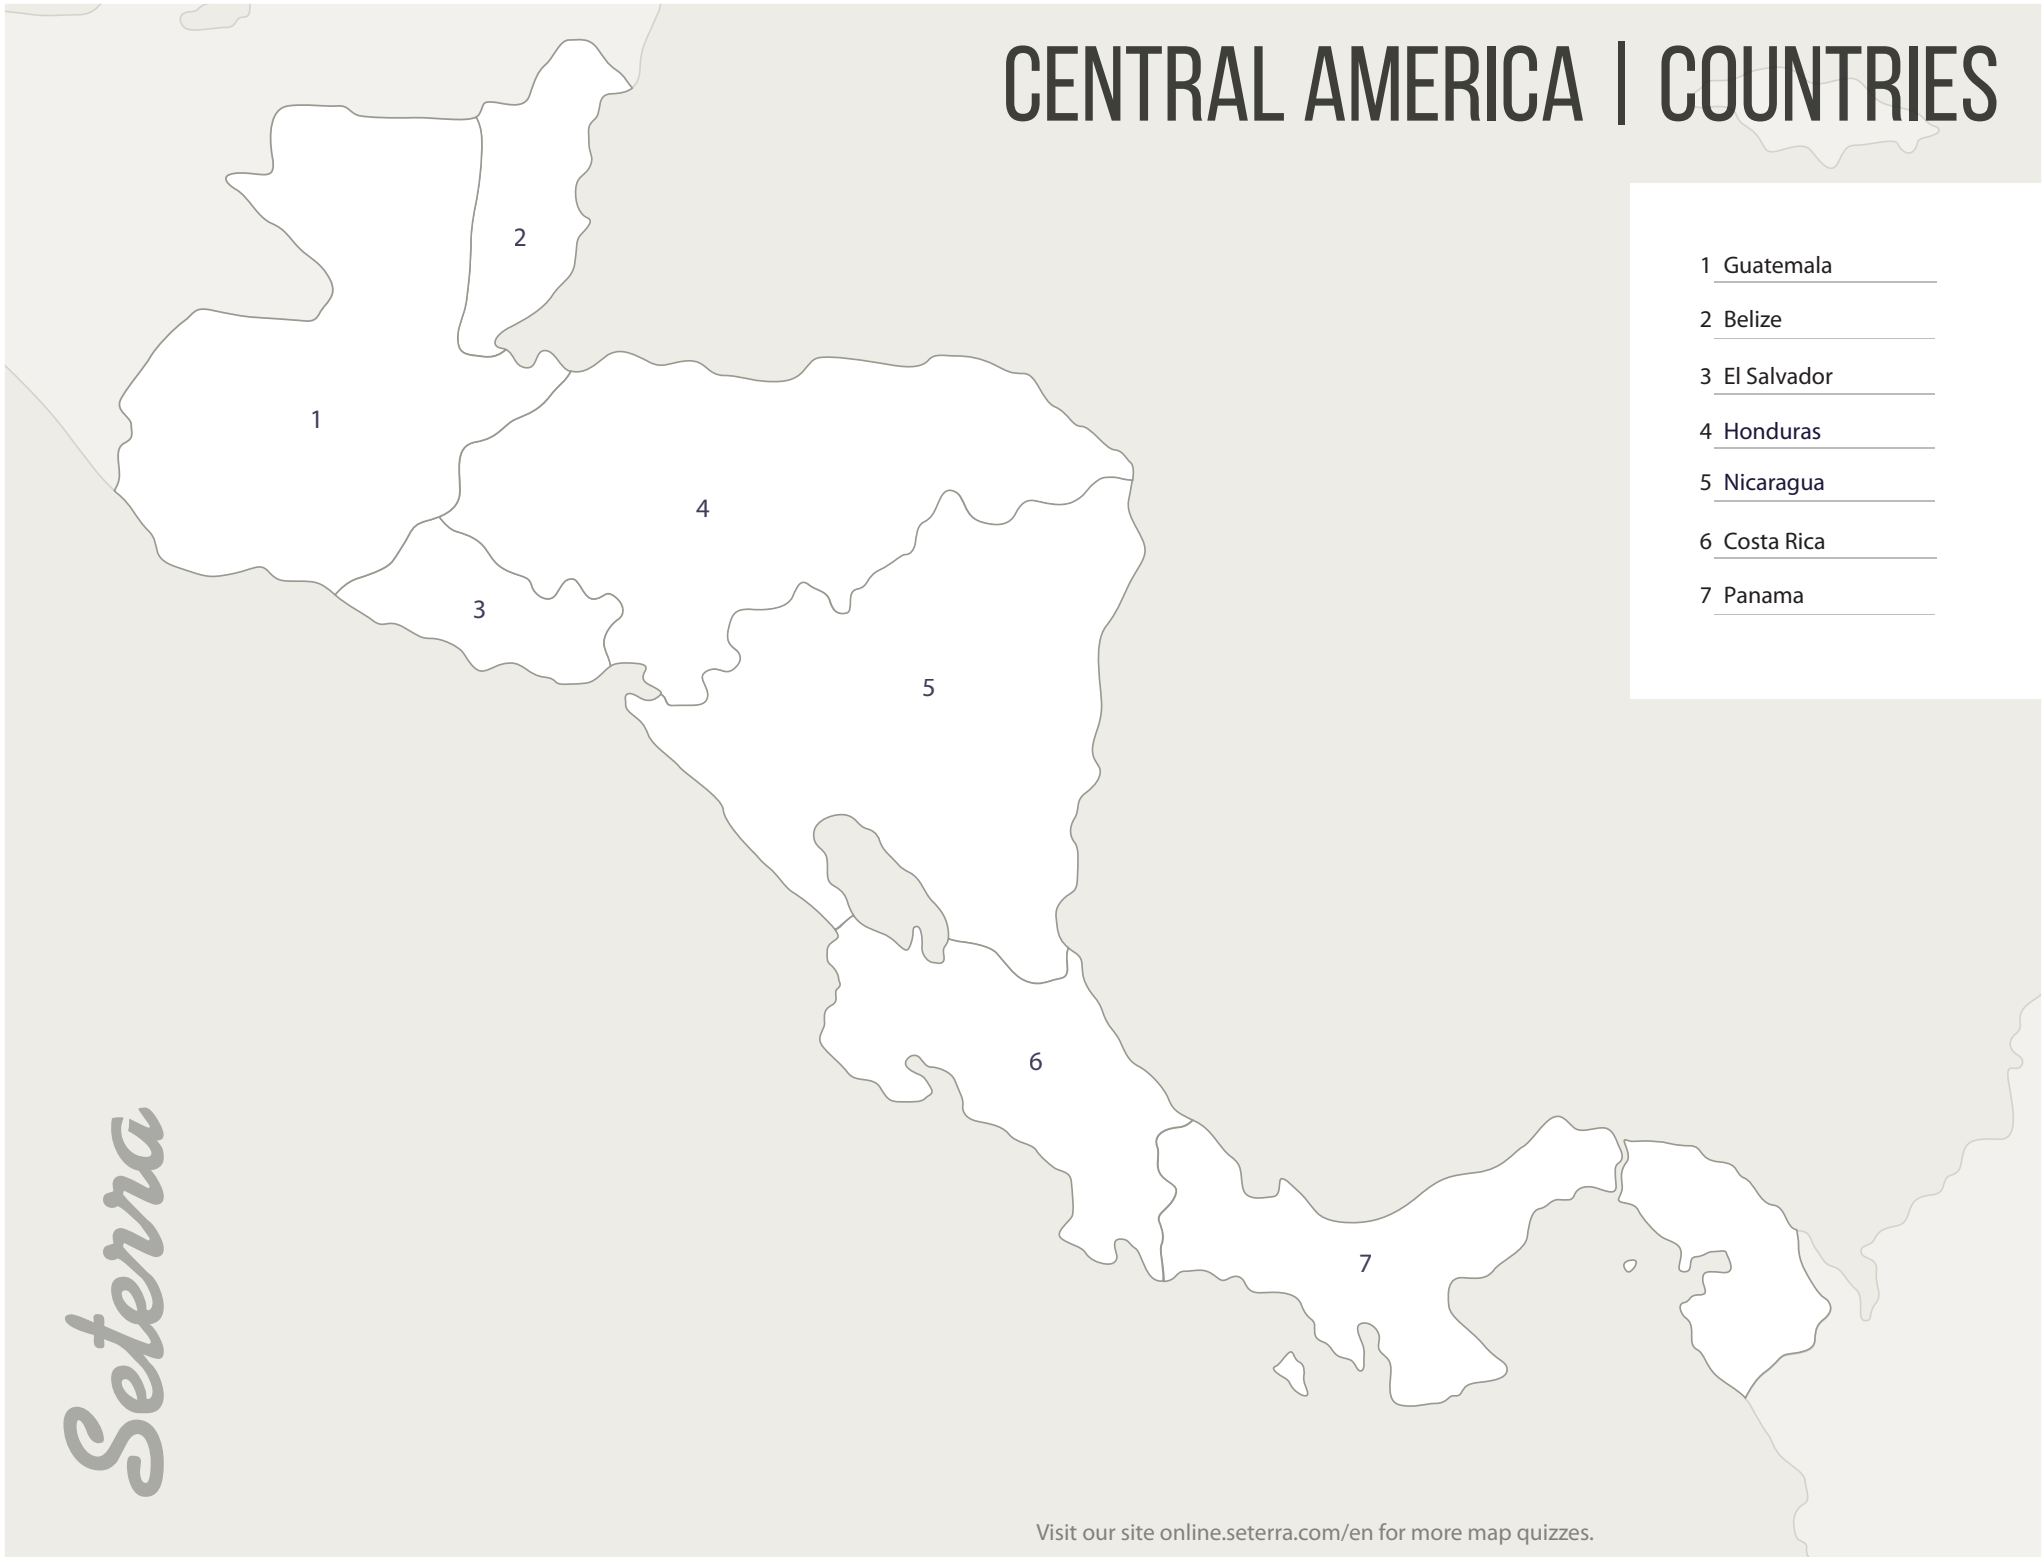 CENTRAL AMERICA | COUNTRIES
1 Guatemala
2 Belize
3 El Salvador
4 Honduras
5 Nicaragua
6 Costa Rica
7 Panama
2
1
4
3
5
6
7
Seterra
Visit our site online.seterra.com/en for more map quizzes.